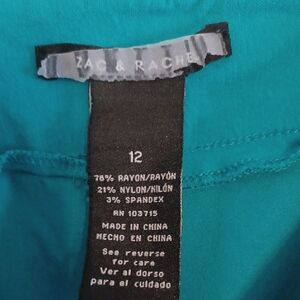 ZAC & RACHEL
12
76% RAYON/RAYÓN
21% NYLON/NILÓN
3% SPANDEX
RN 103715
MADE IN CHINA
HECHO EN CHINA
See reverse
for care
Ver al dorso
para el cuidado